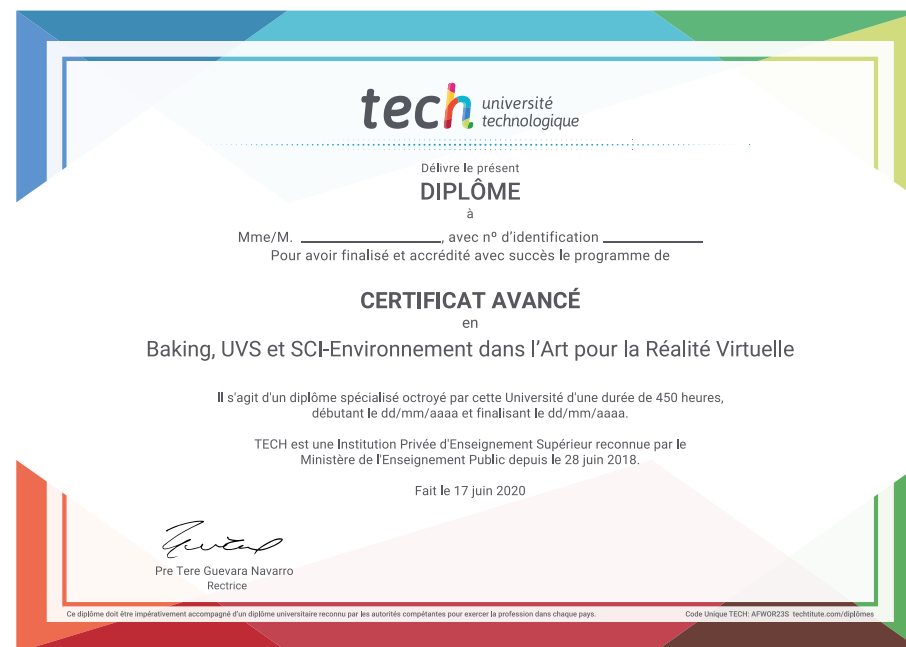 tech université
technologique
Délivre le présent
DIPLÔME
à
Mme/M. ____________________, avec nº d'identification ______________
Pour avoir finalisé et accrédité avec succès le programme de
CERTIFICAT AVANCÉ
en
Baking, UVS et SCI-Environnement dans l'Art pour la Réalité Virtuelle
Il s'agit d'un diplôme spécialisé octroyé par cette Université d'une durée de 450 heures,
débutant le dd/mm/aaaa et finalisant le dd/mm/aaaa.
TECH est une Institution Privée d'Enseignement Supérieur reconnue par le
Ministère de l'Enseignement Public depuis le 28 juin 2018.
Fait le 17 juin 2020
Pre Tere Guevara Navarro
Rectrice
Ce diplôme doit être impérativement accompagné d'un diplôme universitaire reconnu par les autorités compétentes pour exercer la profession dans chaque pays.
Code Unique TECH: AFWOR23S techtitute.com/diplômes